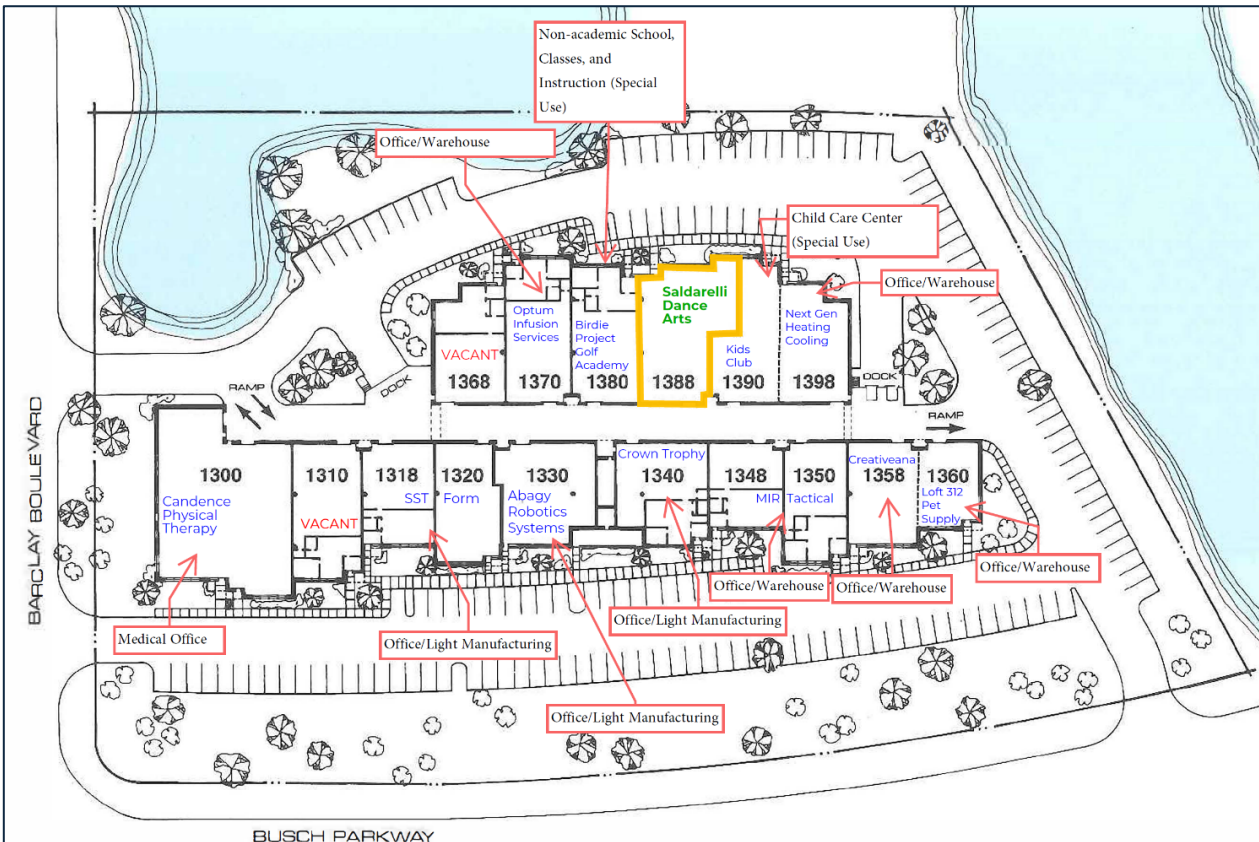 Non-academic School,
Classes, and
Instruction (Special
Use)
Office/Warehouse
Child Care Center
(Special Use)
Office/Warehouse
Saldarelli
Dance
Arts
Optum
Infusion
Services
Birdie
Project
Golf
Academy
Next Gen
Heating
Cooling
Kids
Club
VACANT
1368
1370
1380
1388
1390
1398
DOCK
DOCK
RAMP
RAMP
BARCLAY BOULEVARD
1300
Candence
Physical
Therapy
1310
VACANT
1318
SST
1320
Form
1330
Abagy
Robotics
Systems
Crown Trophy
1340
1348
MIR
1350
Tactical
Creativeana
1358
1360
Loft 312
Pet
Supply
Medical Office
Office/Light Manufacturing
Office/Light Manufacturing
Office/Light Manufacturing
Office/Warehouse
Office/Warehouse
Office/Warehouse
BUSCH PARKWAY